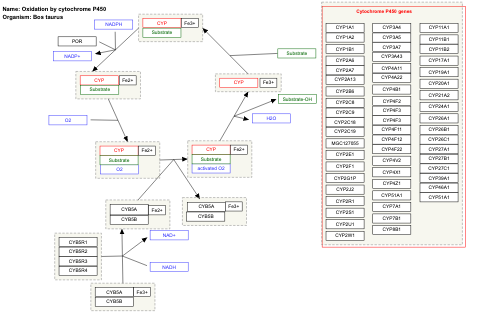 Name: Oxidation by cytochrome P450
Organism: Bos taurus
NADPH
POR
NADP+
CYP
Fe3+
Substrate
CYP
Fe2+
Substrate
Substrate
CYP
Fe3+
Substrate-OH
H2O
O2
CYP
Fe2+
Substrate
O2
CYP
Fe2+
Substrate
activated O2
CYB5A
Fe2+
CYB5B
CYB5A
Fe3+
CYB5B
CYB5R1
CYB5R2
CYB5R3
CYB5R4
NAD+
NADH
CYB5A
Fe3+
CYB5B
Cytochrome P450 genes
CYP1A1
CYP1A2
CYP1B1
CYP2A6
CYP2A7
CYP2A13
CYP2B6
CYP2C8
CYP2C9
CYP2C18
CYP2C19
MGC127055
CYP2E1
CYP2F1
CYP2G1P
CYP2J2
CYP2R1
CYP2S1
CYP2U1
CYP2W1
CYP3A4
CYP3A5
CYP3A7
CYP3A43
CYP4A11
CYP4A22
CYP4B1
CYP4F2
CYP4F3
CYP4F3
CYP4F11
CYP4F12
CYP4F22
CYP4V2
CYP4X1
CYP4Z1
CYP51A1
CYP7A1
CYP7B1
CYP8B1
CYP11A1
CYP11B1
CYP11B2
CYP17A1
CYP19A1
CYP20A1
CYP21A2
CYP24A1
CYP26A1
CYP26B1
CYP26C1
CYP27A1
CYP27B1
CYP27C1
CYP39A1
CYP46A1
CYP51A1